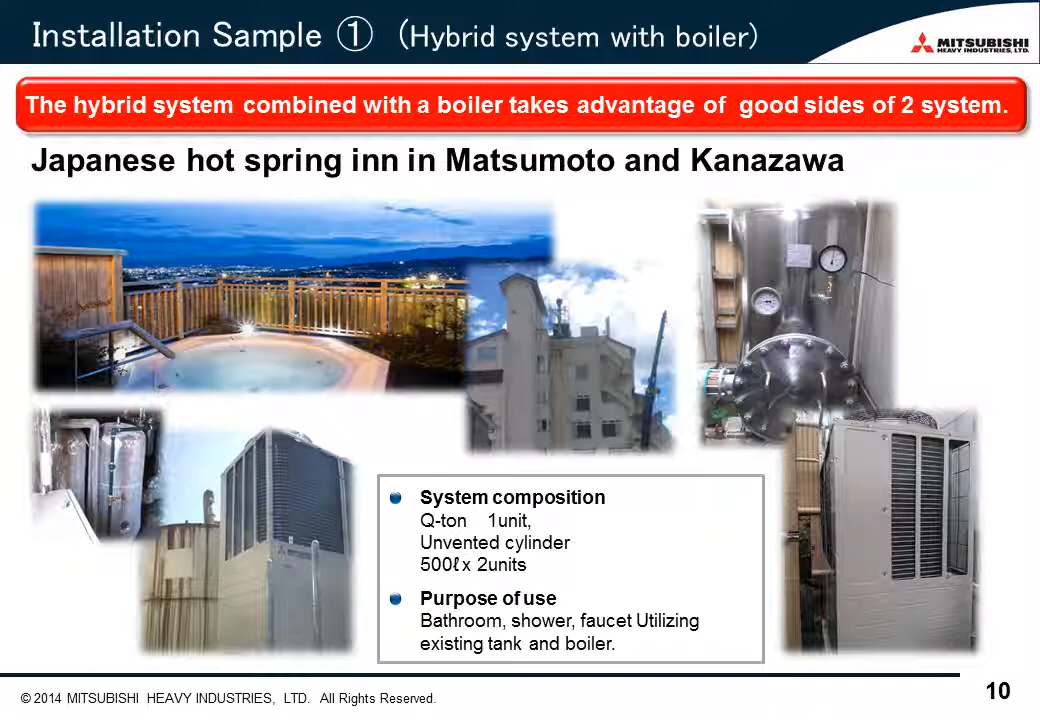 Installation Sample ① (Hybrid system with boiler)
MITSUBISHI
HEAVY INDUSTRIES, LTD.
The hybrid system combined with a boiler takes advantage of good sides of 2 system.
Japanese hot spring inn in Matsumoto and Kanazawa
System composition
Q-ton 1unit,
Unvented cylinder
500ℓ x 2units
Purpose of use
Bathroom, shower, faucet Utilizing
existing tank and boiler.
© 2014 MITSUBISHI HEAVY INDUSTRIES, LTD. All Rights Reserved.
10